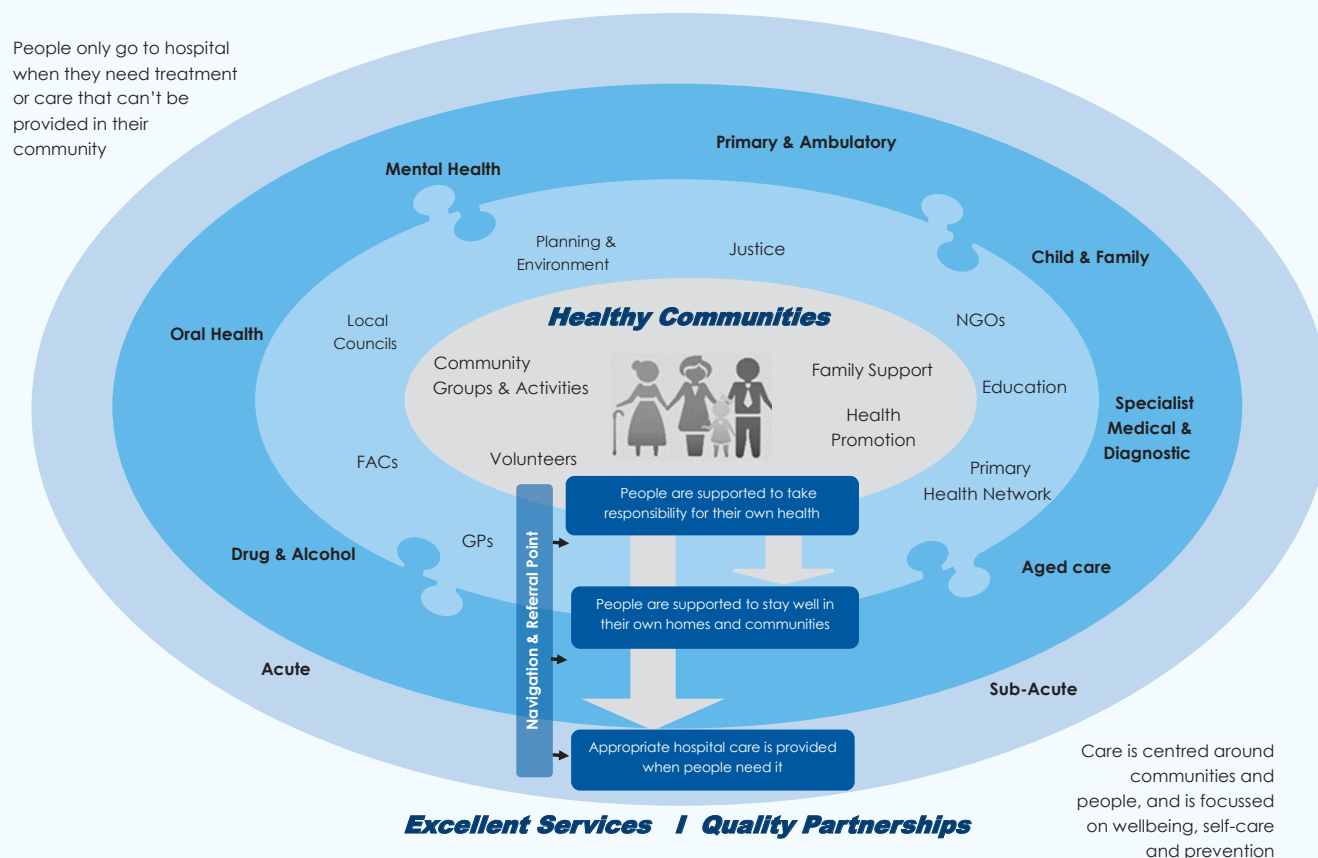 People only go to hospital
when they need treatment
or care that can't be
provided in their
community
Primary & Ambulatory
Mental Health
Planning &
Environment
Justice
Child & Family
Healthy Communities
Local
Councils
NGOs
Oral Health
Community
Groups & Activities
Family Support
Education
Health
Promotion
Specialist
Medical &
Diagnostic
FACs
Volunteers
Primary
Health Network
People are supported to take
responsibility for their own health
GPs
Drug & Alcohol
Aged care
Navigation & Referral Point
People are supported to stay well in
their own homes and communities
Acute
Sub-Acute
Appropriate hospital care is provided
when people need it
Care is centred around
communities and
people, and is focussed
on wellbeing, self-care
and prevention
Excellent Services I Quality Partnerships